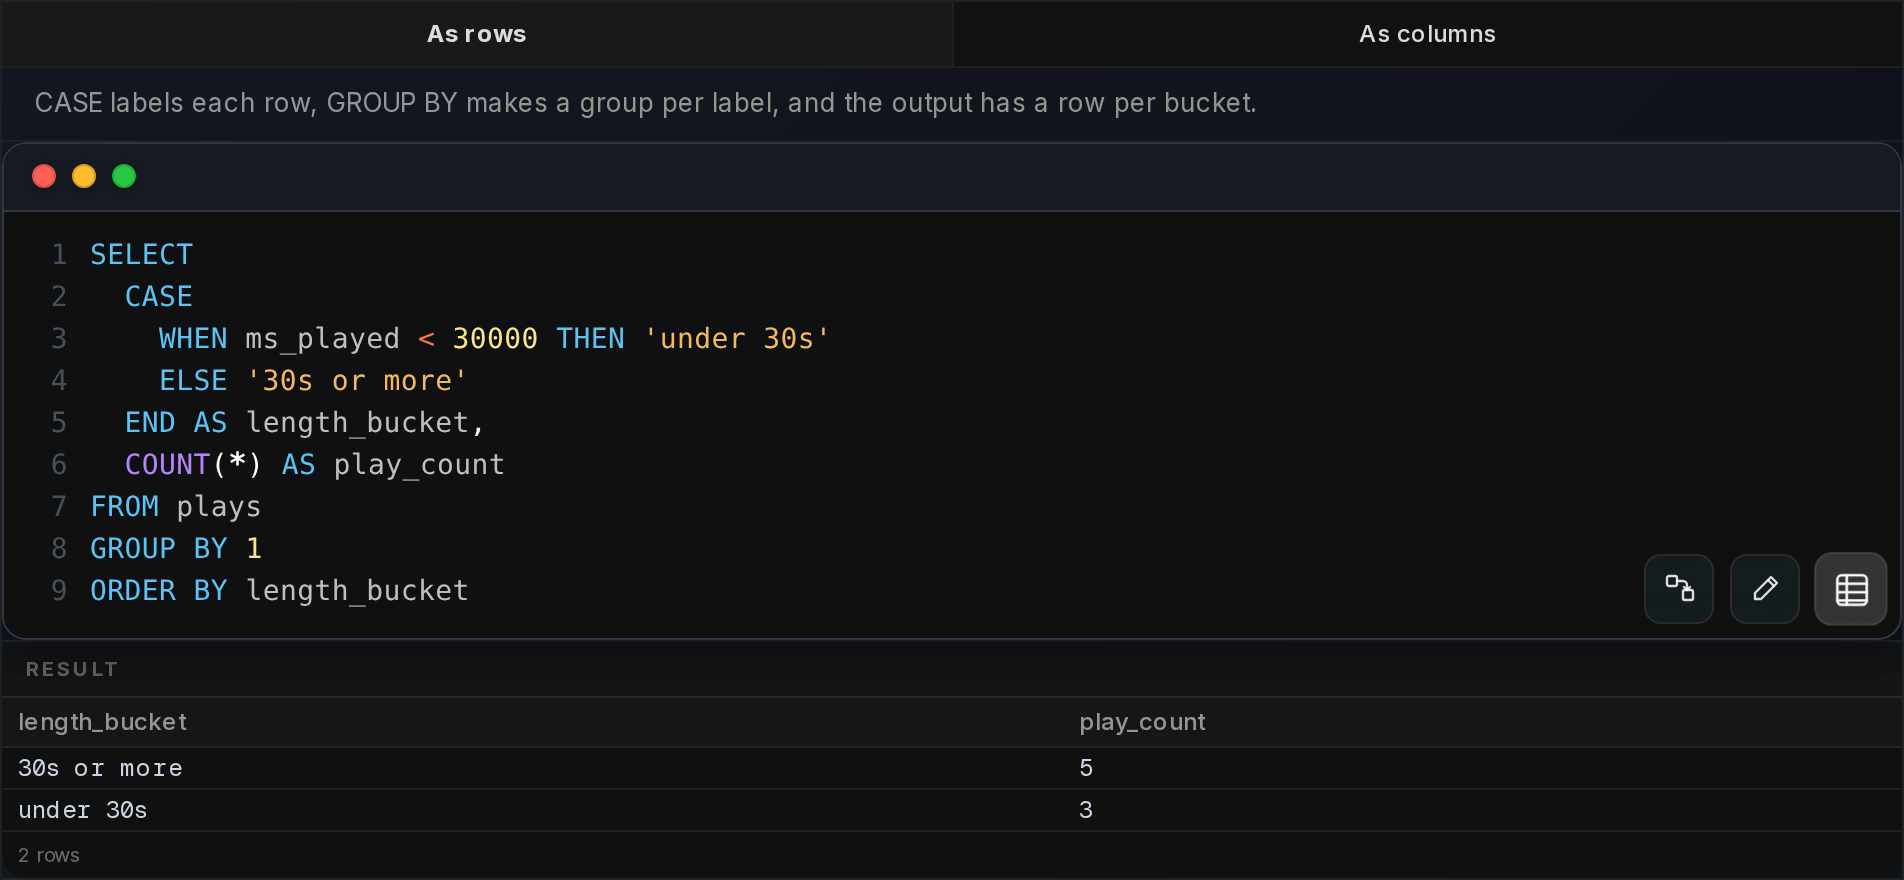 As rows
As columns
CASE labels each row, GROUP BY makes a group per label, and the output has a row per bucket.
1 SELECT
2   CASE
3     WHEN ms_played < 30000 THEN 'under 30s'
4     ELSE '30s or more'
5   END AS length_bucket,
6   COUNT(*) AS play_count
7 FROM plays
8 GROUP BY 1
9 ORDER BY length_bucket
RESULT
length_bucket play_count
30s or more 5
under 30s 3
2 rows